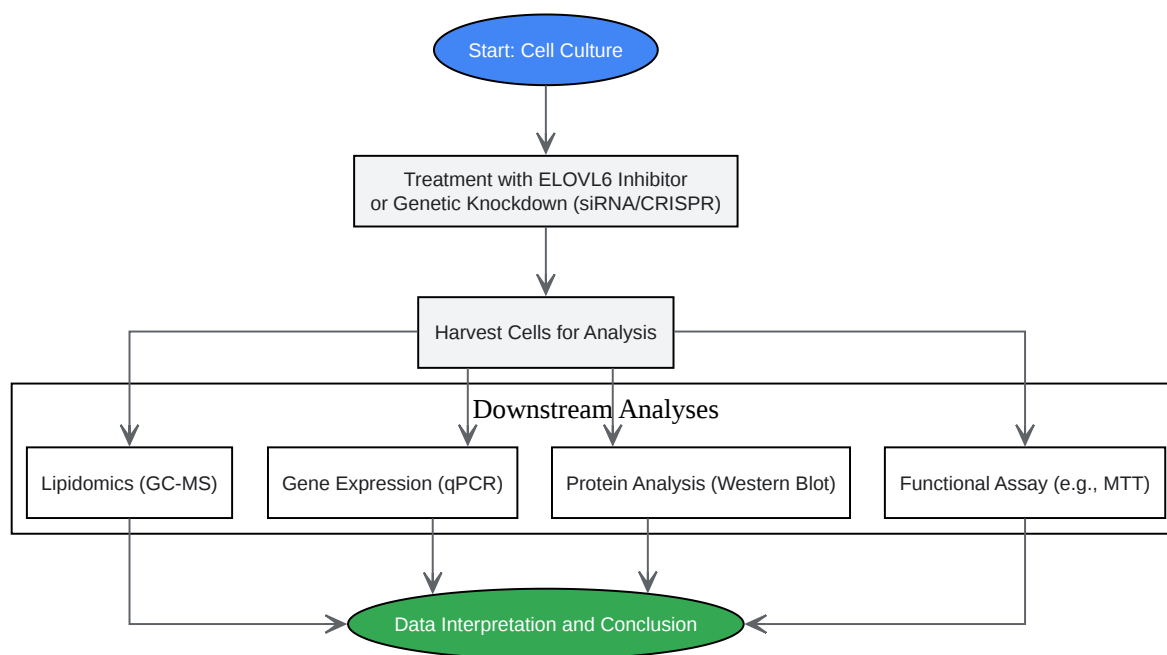 Start: Cell Culture
Treatment with ELOVL6 Inhibitor
or Genetic Knockdown (siRNA/CRISPR)
Harvest Cells for Analysis
Downstream Analyses
Lipidomics (GC-MS)
Gene Expression (qPCR)
Protein Analysis (Western Blot)
Functional Assay (e.g., MTT)
Data Interpretation and Conclusion